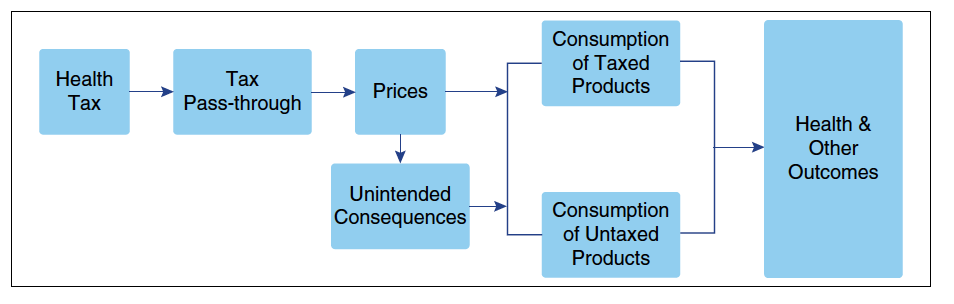 Health
Tax
Tax
Pass-through
Prices
Unintended
Consequences
Consumption
of Taxed
Products
Consumption
of Untaxed
Products
Health &
Other
Outcomes